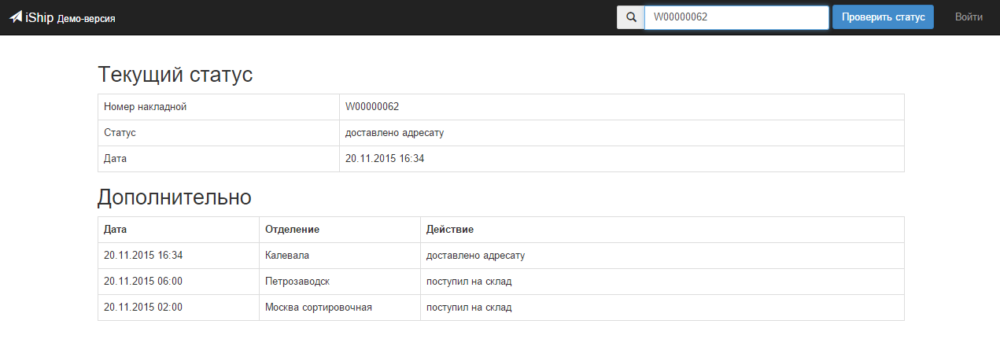 iShip Демо-версия W00000062 Проверить статус Войти
Текущий статус
Номер накладной W00000062
Статус доставлено адресату
Дата 20.11.2015 16:34
Дополнительно
Дата Отделение Действие
20.11.2015 16:34 Калевала доставлено адресату
20.11.2015 06:00 Петрозаводск поступил на склад
20.11.2015 02:00 Москва сортировочная поступил на склад